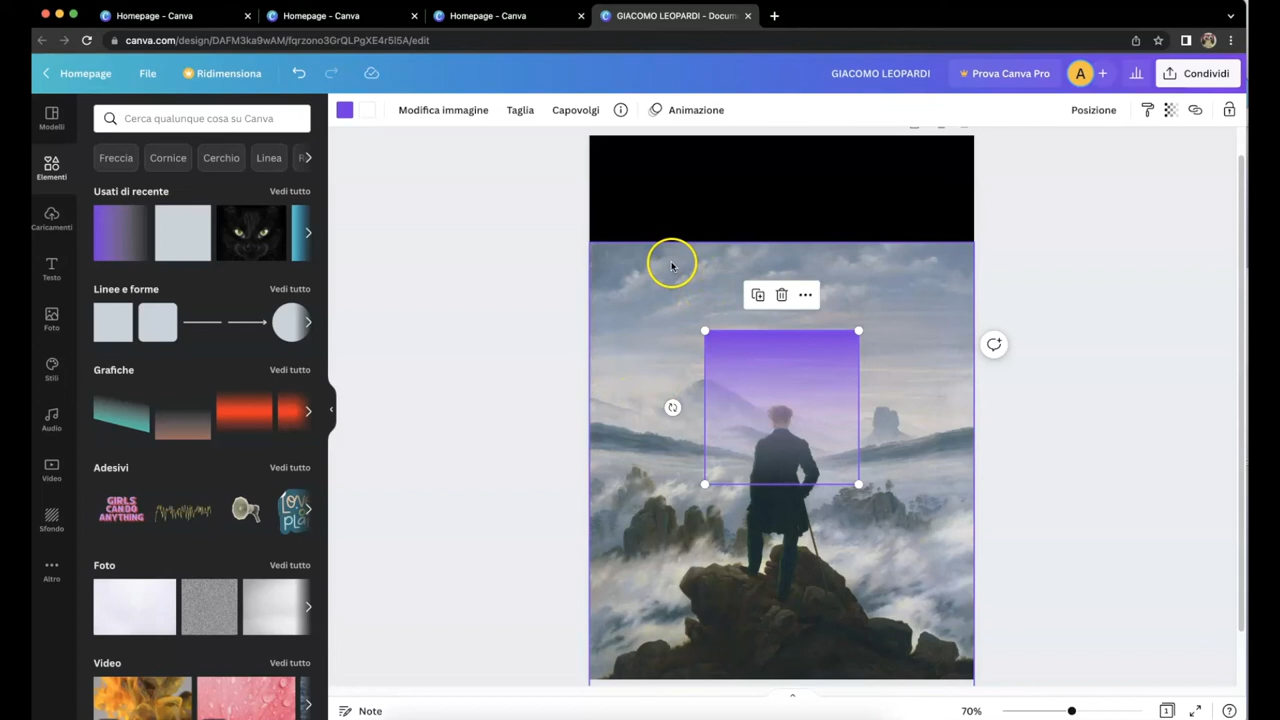 Homepage - Canva
Homepage - Canva
Homepage - Canva
GIACOMO LEOPARDI - Docum
canva.com/design/DAFM3ka9wAM/fqrzono3GrQLPgXE4r5l5A/edit
Homepage
File
Ridimensiona
GIACOMO LEOPARDI
Prova Canva Pro
A
Condividi
Modifica immagine
Taglia
Capovolgi
Animazione
Posizione
Modelli
Elementi
Caricamenti
Testo
Foto
Stili
Audio
Video
Sfondo
Altro
Cerca qualunque cosa su Canva
Freccia
Cornice
Cerchio
Linea
Usati di recente
Vedi tutto
Linee e forme
Vedi tutto
Grafiche
Vedi tutto
Adesivi
Vedi tutto
GIRLS
CAN DO
ANYTHING
Foto
Vedi tutto
Video
Vedi tutto
Note
70%
1